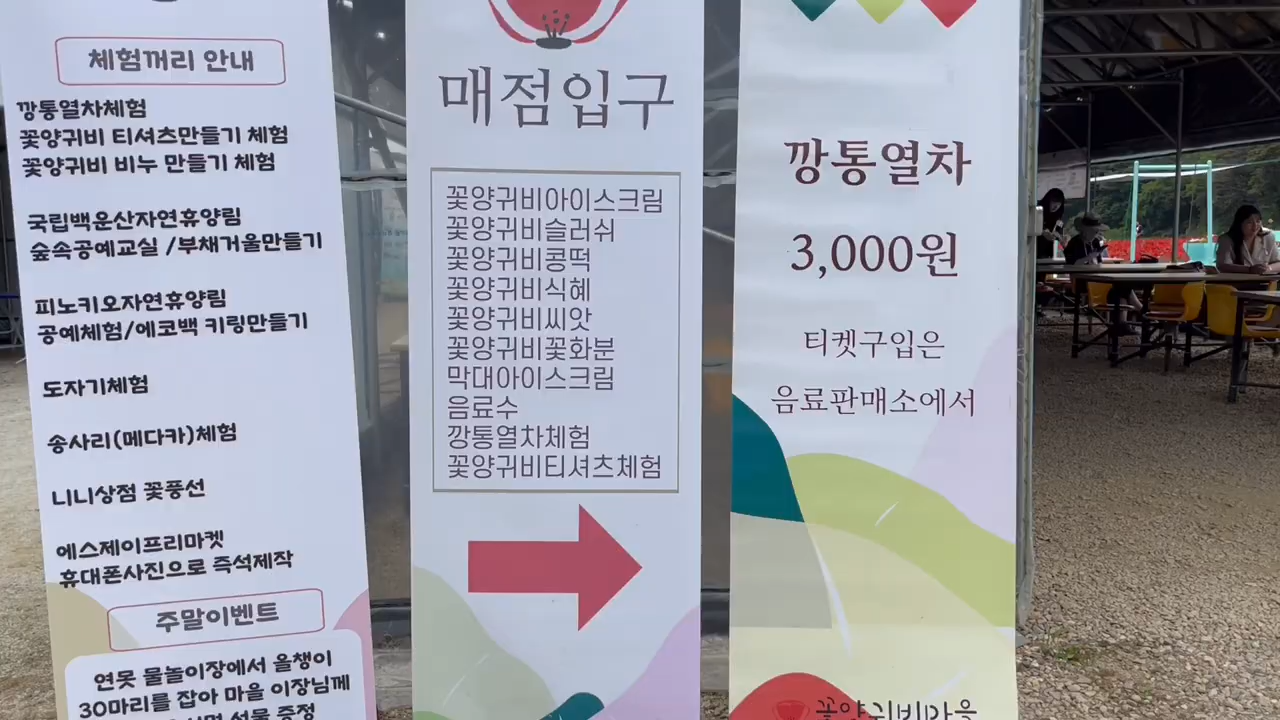 체험꺼리 안내
깡통열차체험
꽃양귀비 티셔츠만들기 체험
꽃양귀비 비누 만들기 체험
국립백운산자연휴양림
숲속공예교실 /부채거울만들기
피노키오자연휴양림
공예체험/에코백 키링만들기
도자기체험
송사리(메다카)체험
니니상점 꽃풍선
에스제이프리마켓
휴대폰사진으로 즉석제작
주말이벤트
연못 물놀이장에서 올챙이
30마리를 잡아 마을 이장님께
선물 증정
매점입구
꽃양귀비아이스크림
꽃양귀비슬러쉬
꽃양귀비콩떡
꽃양귀비식혜
꽃양귀비씨앗
꽃양귀비꽃화분
막대아이스크림
음료수
깡통열차체험
꽃양귀비티셔츠체험
깡통열차
3,000원
티켓구입은
음료판매소에서